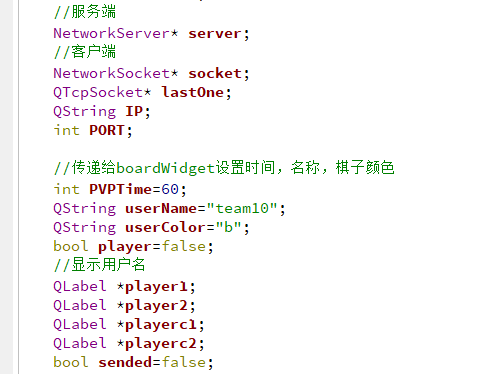 //服务端
NetworkServer* server;
//客户端
NetworkSocket* socket;
QTcpSocket* lastOne;
QString IP;
int PORT;
//传递给boardWidget设置时间，名称，棋子颜色
int PVPTime=60;
QString userName="team10";
QString userColor="b";
bool player=false;
//显示用户名
QLabel *player1;
QLabel *player2;
QLabel *playerc1;
QLabel *playerc2;
bool sended=false;